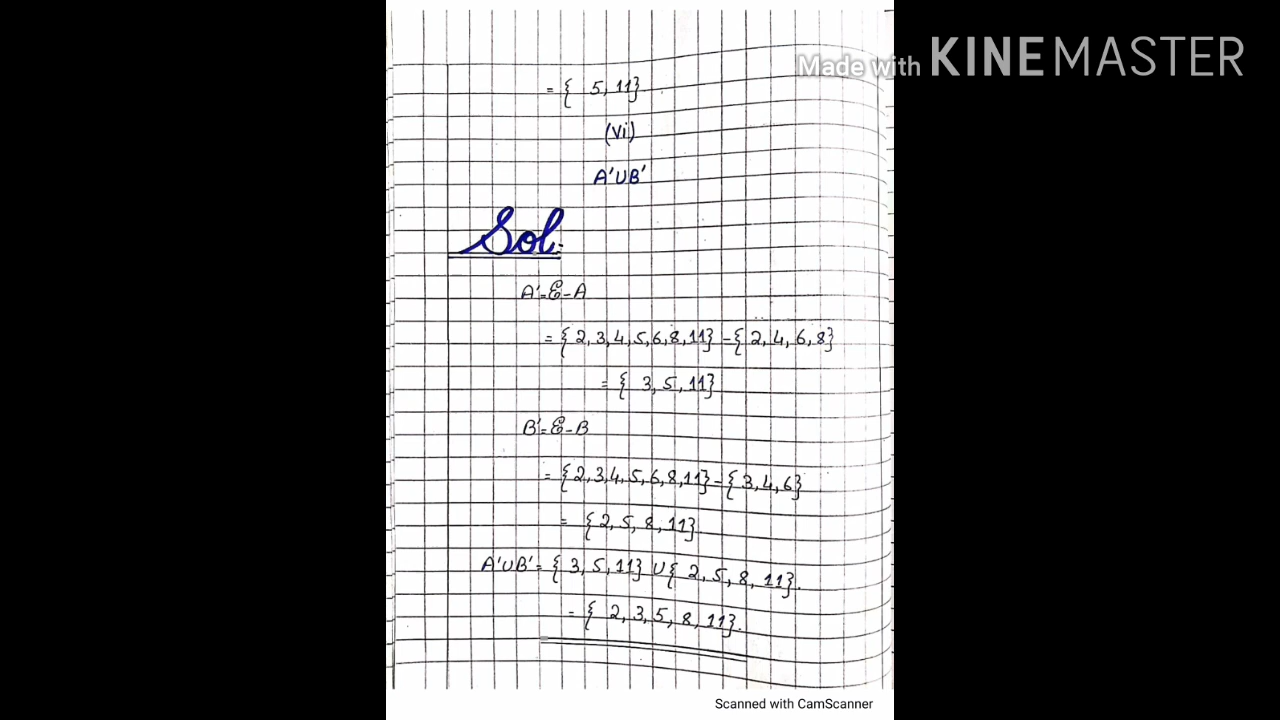 Made with KINEMASTER
= { 5, 11}
(vi)
A'∪B'
Sol:
A'=ℰ-A
= { 2,3,4,5,6,8,11} -{ 2,4,6,8}
= { 3,5,11}
B'=ℰ-B
= {2,3,4,5,6,8,11}-{3,4,6}
= {2,5,8,11}
A'∪B'= { 3,5,11} ∪{ 2,5,8,11}.
= { 2,3,5,8,11}.
Scanned with CamScanner